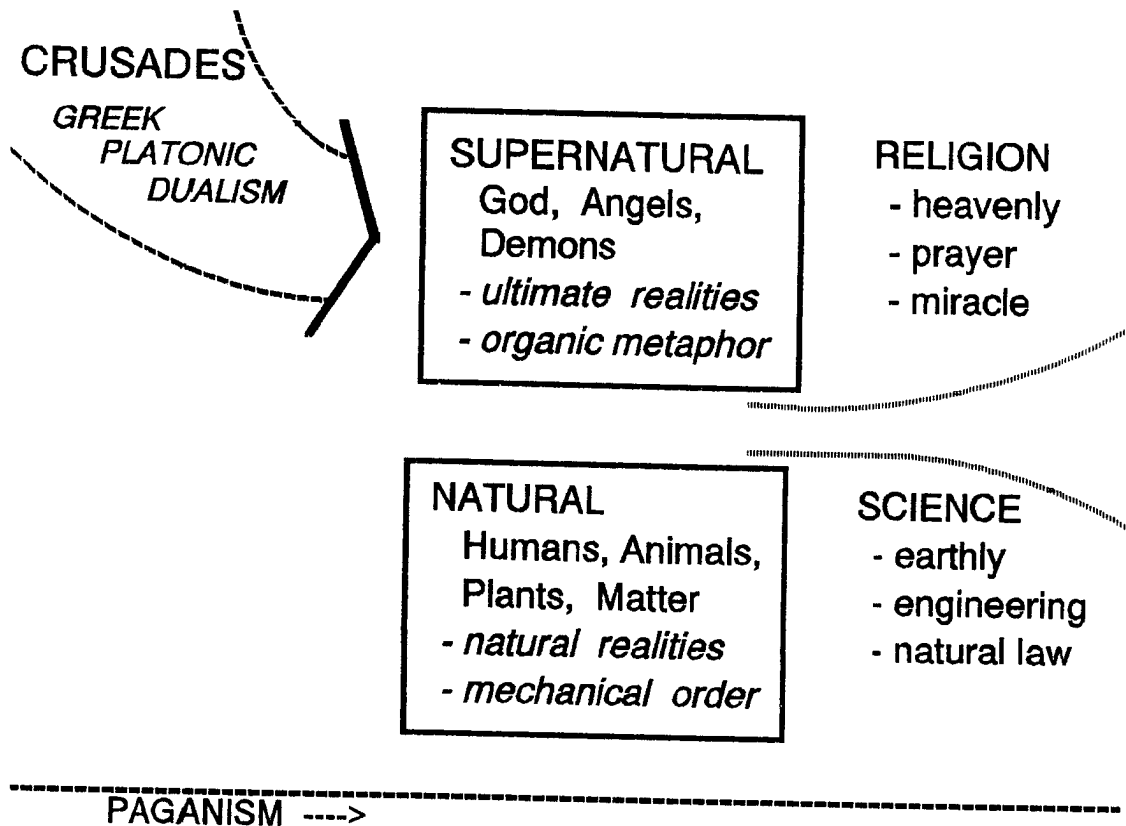 CRUSADES
GREEK
PLATONIC
DUALISM
SUPERNATURAL
God, Angels,
Demons
- ultimate realities
- organic metaphor
RELIGION
- heavenly
- prayer
- miracle
NATURAL
Humans, Animals,
Plants, Matter
- natural realities
- mechanical order
SCIENCE
- earthly
- engineering
- natural law
PAGANISM ---->